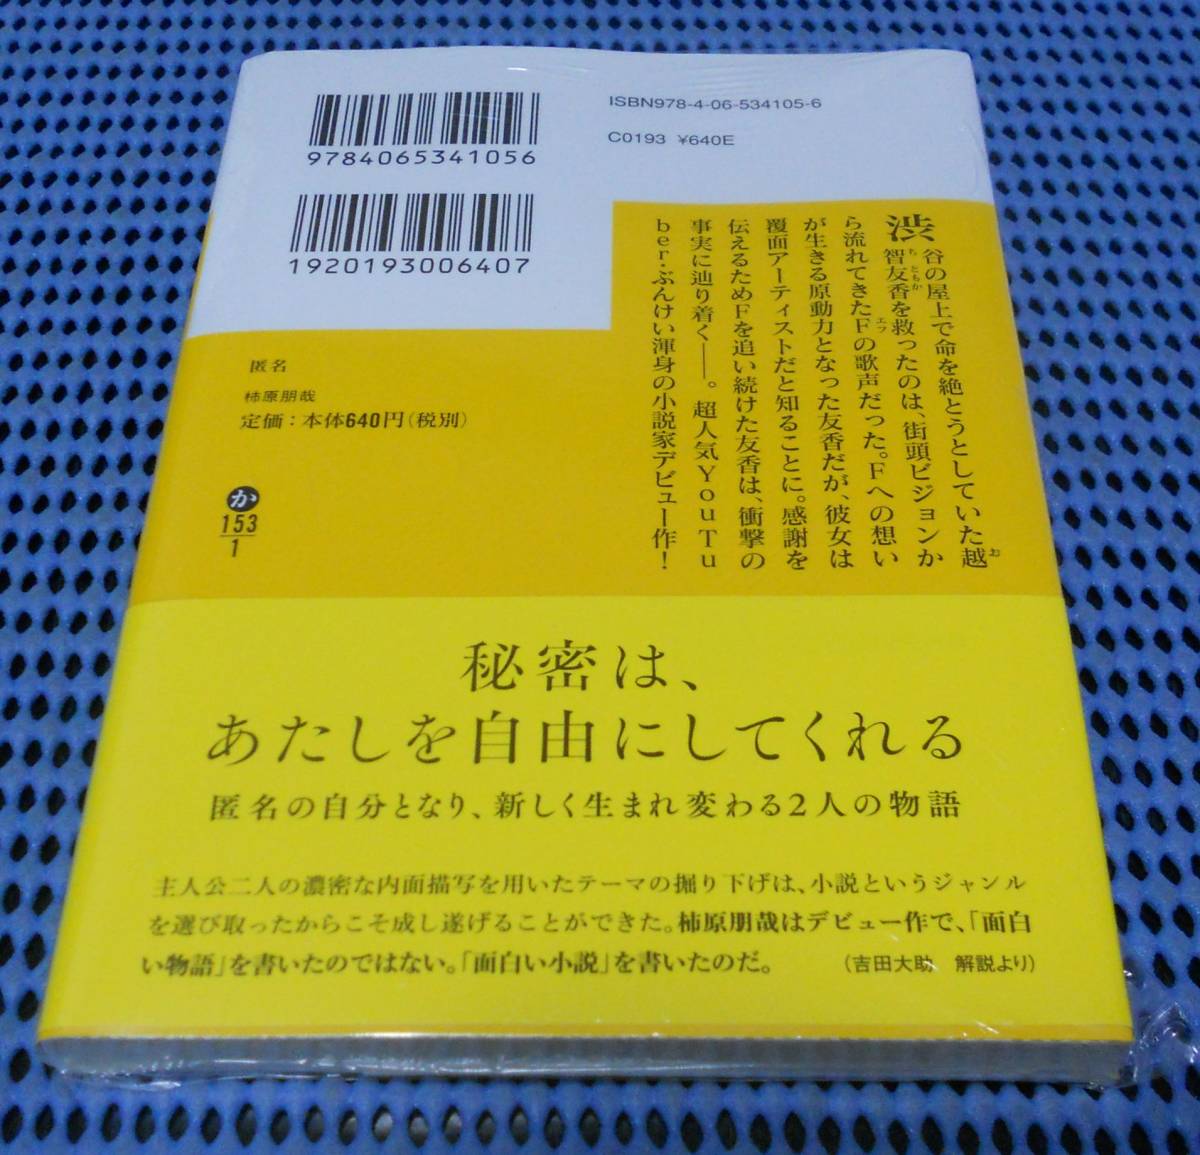 ISBN978-4-06-534105-6
C0193 ¥640E
9784065341056
1920193006407
渋谷の屋上で命を絶とうとしていた越
智友香を救ったのは、街頭ビジョンか
ら流れてきたFの歌声だった。Fへの想い
が生きる原動力となった友香だが、彼女は
覆面アーティストだと知ることに。感謝を
伝えるためFを追い続けた友香は、衝撃の
事実に辿り着く――。超人気YouTu
ber・ぶんけい渾身の小説家デビュー作!
お
ち ともか
エフ
匿名
柿原朋哉
定価:本体640円(税別)
か
153
1
秘密は、
あたしを自由にしてくれる
匿名の自分となり、新しく生まれ変わる2人の物語
主人公二人の濃密な内面描写を用いたテーマの掘り下げは、小説というジャンル
を選び取ったからこそ成し遂げることができた。柿原朋哉はデビュー作で、「面白
い物語」を書いたのではない。「面白い小説」を書いたのだ。 (吉田大助 解説より)